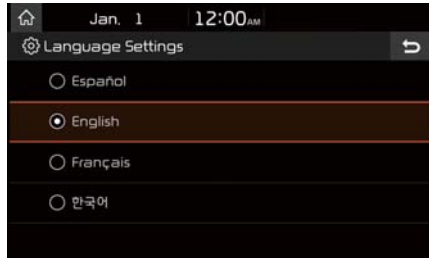 Jan. 1 12:00AM
Language Settings
Español
English
Français
한국어